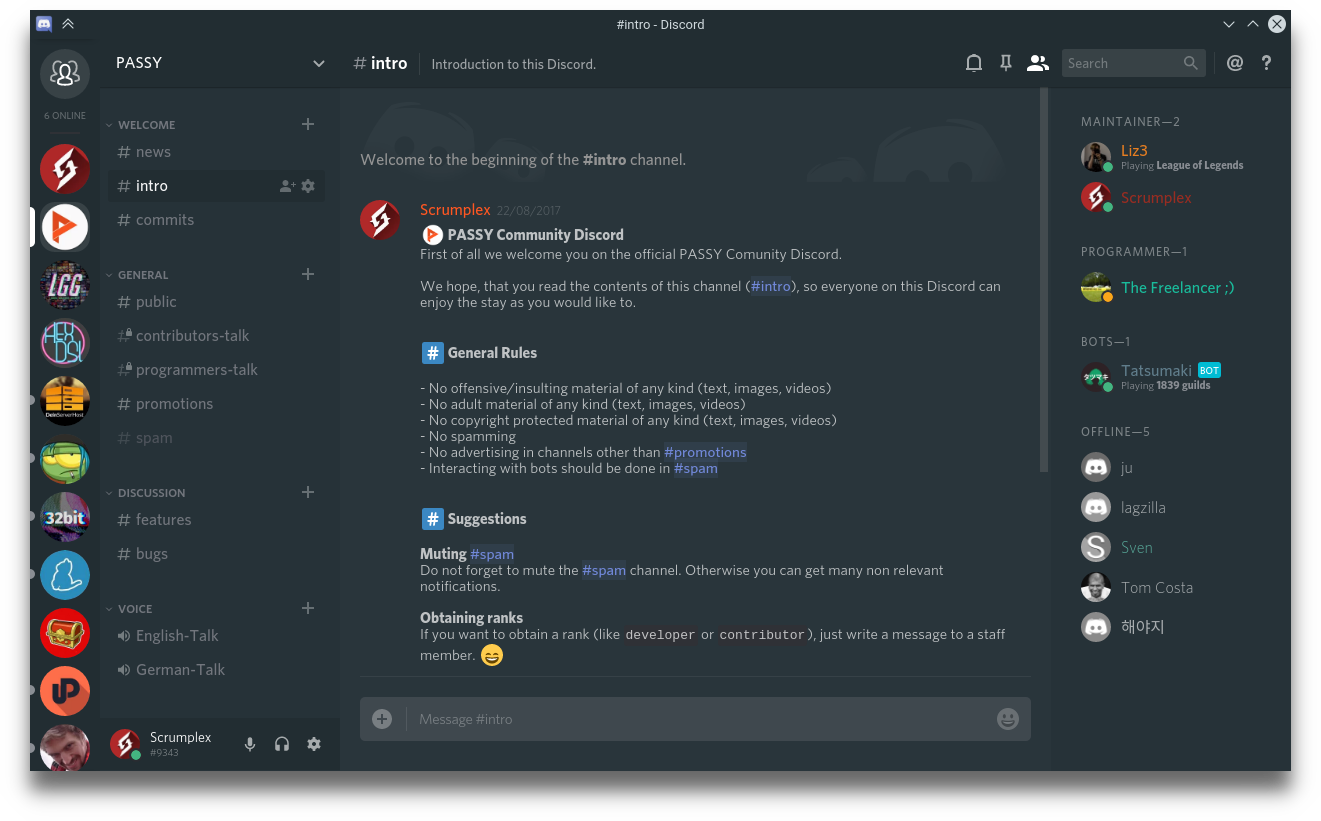 #intro - Discord
PASSY
# intro
Introduction to this Discord.
Search
@
?
6 ONLINE
LGG
HEX
DSI
DeinServerHost
32bit
WELCOME
# news
# intro
# commits
GENERAL
# public
# contributors-talk
# programmers-talk
# promotions
# spam
DISCUSSION
# features
# bugs
VOICE
English-Talk
German-Talk
Scrumplex
#9343
Welcome to the beginning of the #intro channel.
Scrumplex 22/08/2017
PASSY Community Discord
First of all we welcome you on the official PASSY Comunity Discord.
We hope, that you read the contents of this channel (#intro), so everyone on this Discord can
enjoy the stay as you would like to.
# General Rules
- No offensive/insulting material of any kind (text, images, videos)
- No adult material of any kind (text, images, videos)
- No copyright protected material of any kind (text, images, videos)
- No spamming
- No advertising in channels other than #promotions
- Interacting with bots should be done in #spam
# Suggestions
Muting #spam
Do not forget to mute the #spam channel. Otherwise you can get many non relevant
notifications.
Obtaining ranks
If you want to obtain a rank (like developer or contributor), just write a message to a staff
member. 😄
Message #intro
MAINTAINER—2
Liz3
Playing League of Legends
Scrumplex
PROGRAMMER—1
The Freelancer ;)
BOTS—1
タツマキ
Tatsumaki BOT
Playing 1839 guilds
OFFLINE—5
ju
lagzilla
S
Sven
Tom Costa
해야지